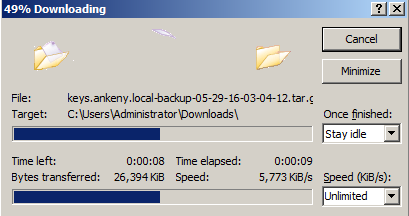 49% Downloading
Cancel
Minimize
File: keys.ankeny.local-backup-05-29-16-03-04-12.tar.g
Target: C:\Users\Administrator\Downloads\
Once finished:
Stay idle
Time left: 0:00:08 Time elapsed: 0:00:09
Bytes transferred: 26,394 KiB Speed: 5,773 KiB/s
Speed (KiB/s):
Unlimited